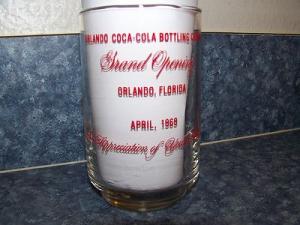 ORLANDO COCA-COLA BOTTLING
Grand Opening
ORLANDO, FLORIDA
APRIL, 1969
Appreciation of